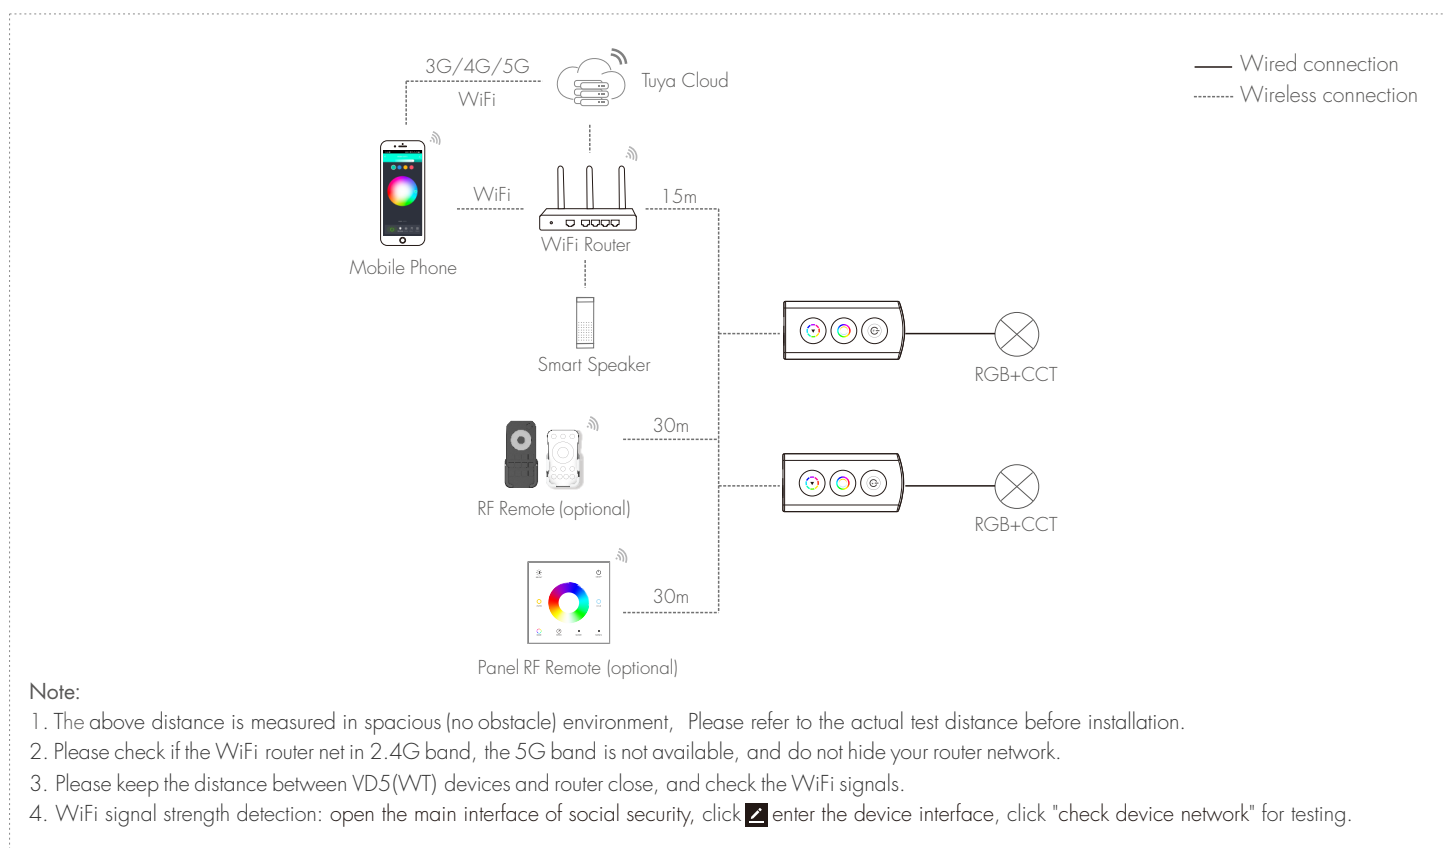 3G/4G/5G
WiFi
Tuya Cloud
Wired connection
Wireless connection
WiFi
15m
WiFi Router
Mobile Phone
Smart Speaker
RGB+CCT
30m
RF Remote (optional)
RGB+CCT
30m
Panel RF Remote (optional)
Note:
1. The above distance is measured in spacious (no obstacle) environment, Please refer to the actual test distance before installation.
2. Please check if the WiFi router net in 2.4G band, the 5G band is not available, and do not hide your router network.
3. Please keep the distance between VD5(WT) devices and router close, and check the WiFi signals.
4. WiFi signal strength detection: open the main interface of social security, click enter the device interface, click "check device network" for testing.